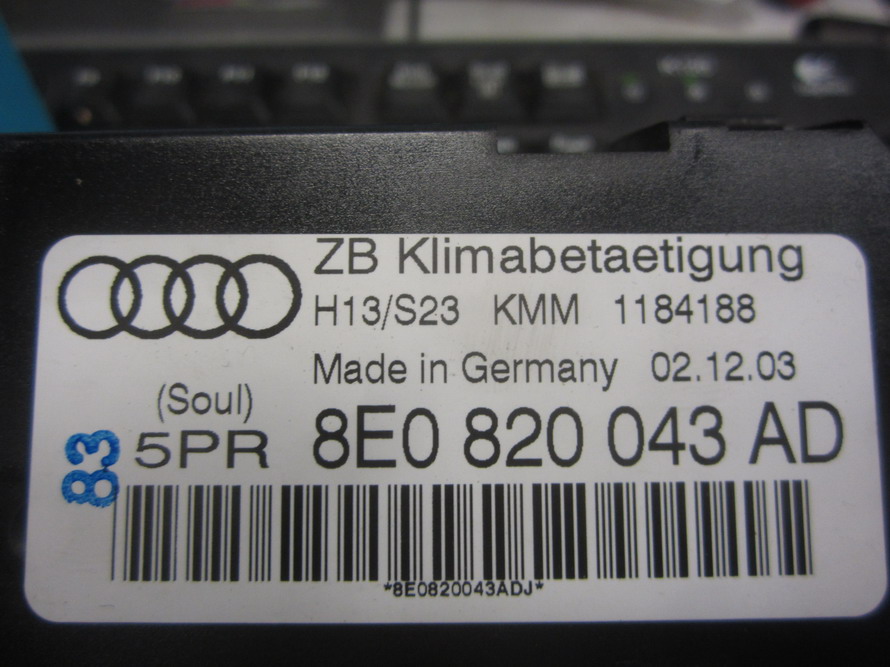 ZB Klimabetaetigung
H13/S23 KMM 1184188
Made in Germany 02.12.03
(Soul)
5PR 8E0 820 043 AD
83
*8E0820043ADJ*